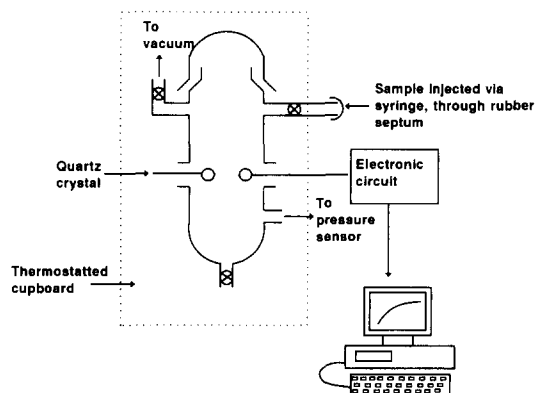 To
vacuum
Sample injected via
syringe, through rubber
septum
Quartz
crystal
Electronic
circuit
To
pressure
sensor
Thermostatted
cupboard